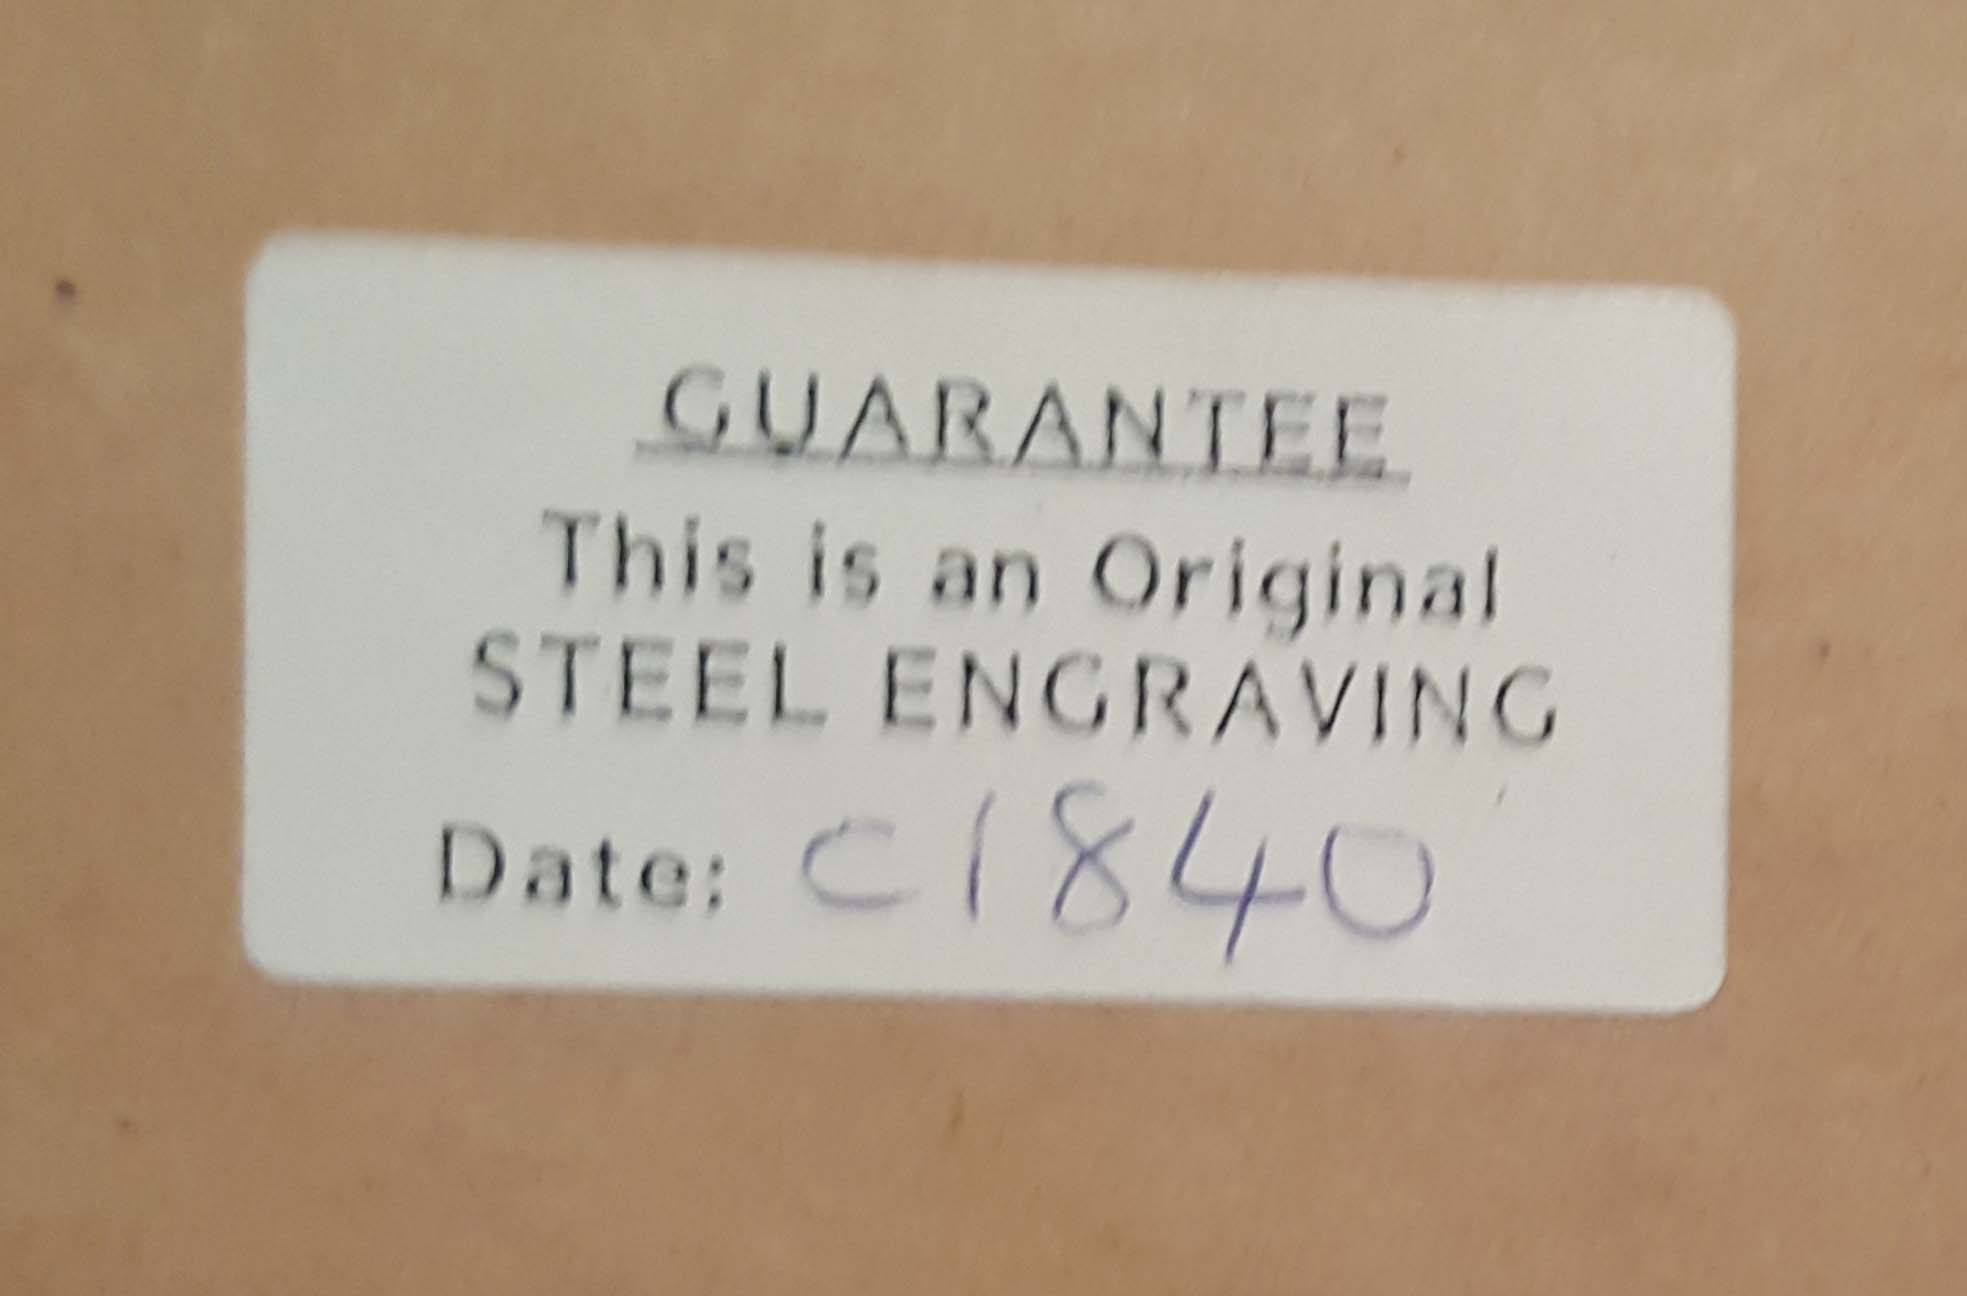 GUARANTEE
This is an Original
STEEL ENGRAVING
Date: C1840